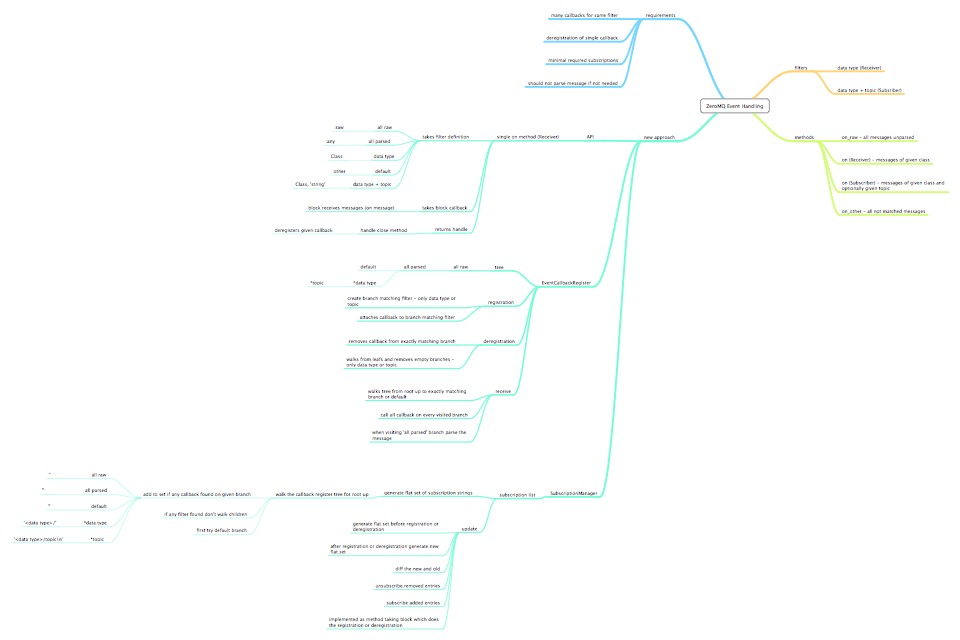 ZeroMQ Event Handling
requirements
many callbacks for same filter
deregistration of single callback
minimal required subscriptions
should not parse message if not needed
filters
data type (Receiver)
data type + topic (Subsriber)
methods
on_raw - all messages unparsed
on (Receiver) - messages of given class
on (Subscriber) - messages of given class and
optionally given topic
on_other - all not matched messages
new approach
API
single on method (Receiver)
takes filter definition
all raw
:raw
all parsed
:any
data type
Class
default
:other
data type + topic
Class, 'string'
takes block callback
block receives messages (on message)
returns handle
handle close method
deregisters given callback
EventCallbackRegister
tree
all raw
all parsed
default
*data type
*topic
registration
create branch matching filter - only data type or
topic
attaches callback to branch matching filter
deregistration
removes callback from exactly matching branch
walks from leafs and removes empty branches -
only data type or topic
receive
walks tree from root up to exactly matching
branch or default
call all callback on every visited branch
when visiting 'all parsed' branch parse the
message
SubscriptionManager
subscription list
generate flat set of subscription strings
walk the callback register tree for root up
add to set if any callback found on given branch
all raw
''
all parsed
''
default
''
*data type
'<data type>/'
*topic
'<data type>/topic\n'
if any filter found don't walk children
first try default branch
update
generate flat set before registration or
deregistration
after registration or deregistration generate new
flat set
diff the new and old
unsubscribe removed entries
subscribe added entries
implemented as method taking block which does
the registration or deregistration